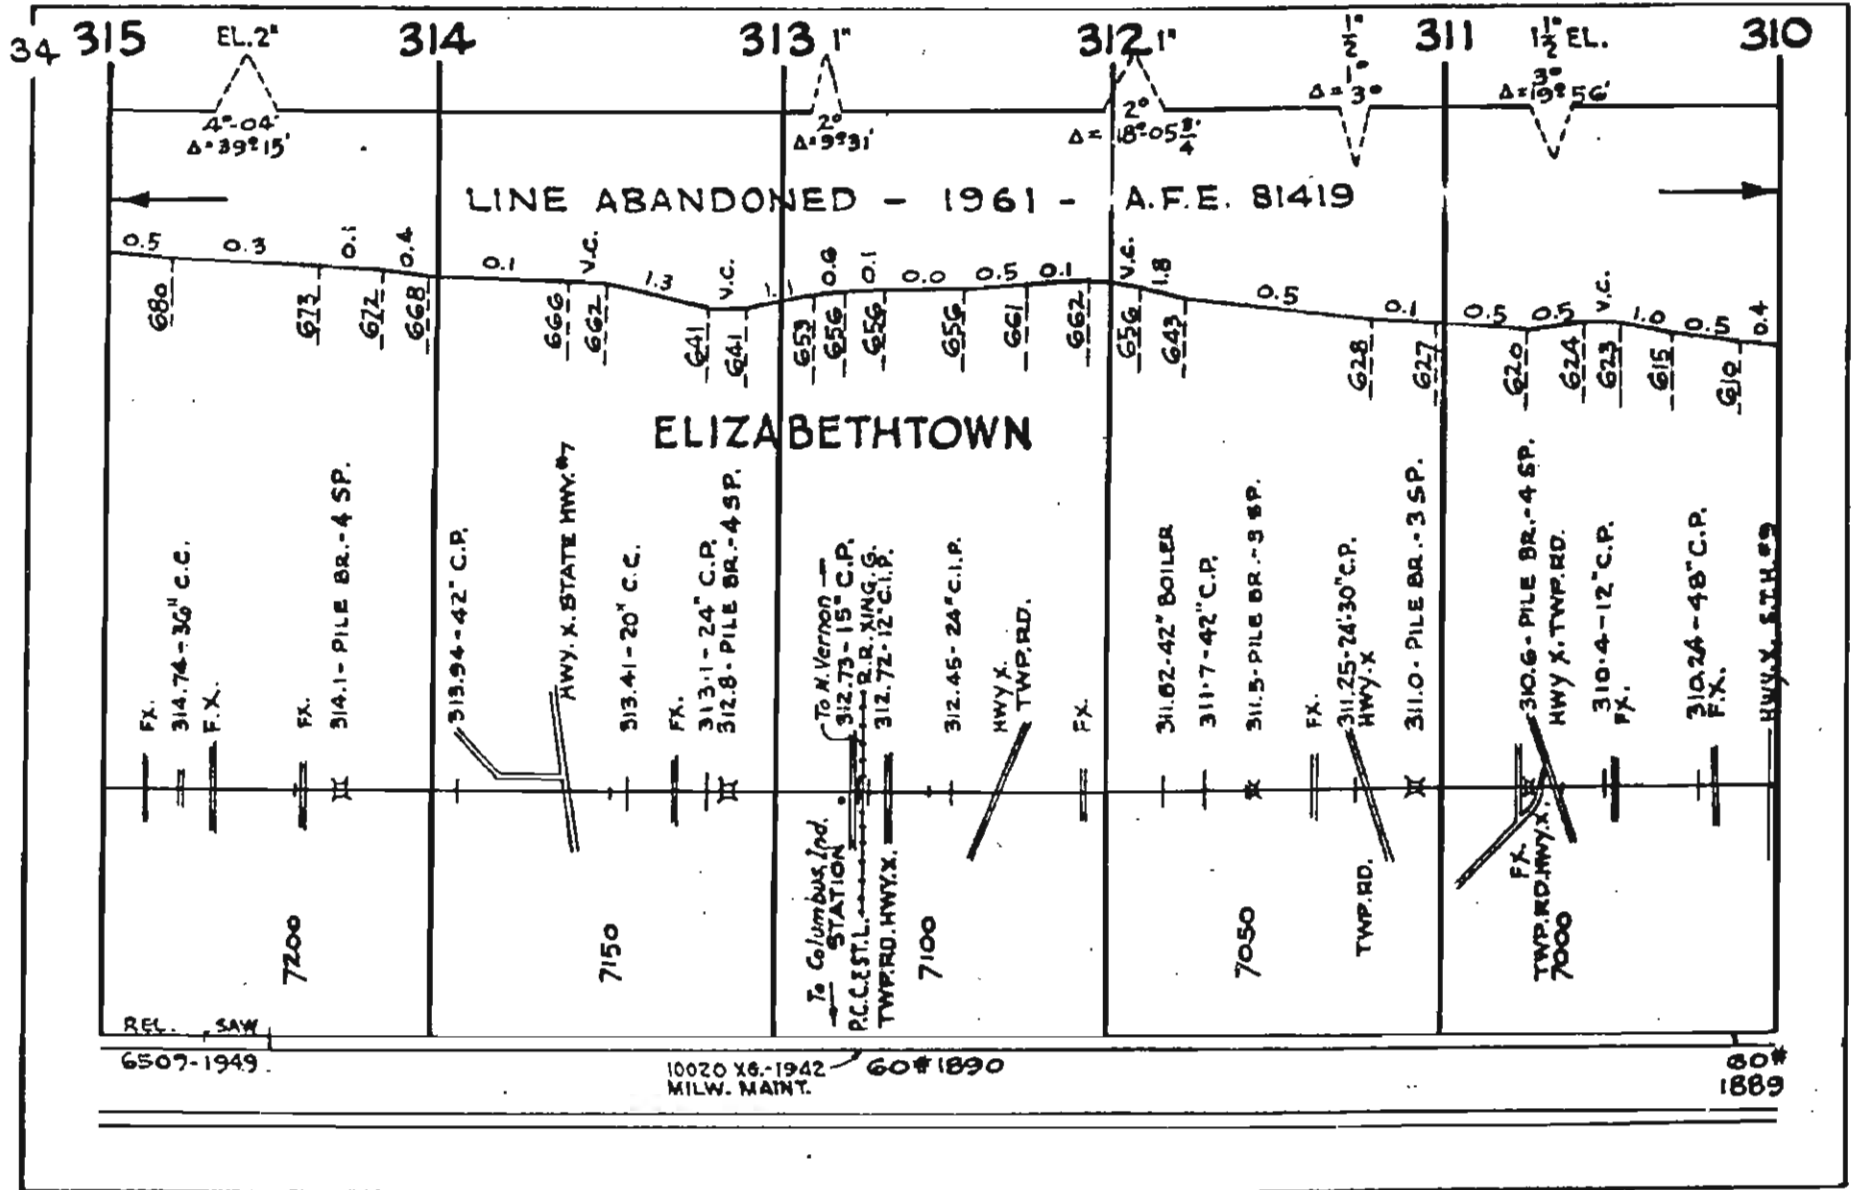 34 315 EL.2" 314 313 1" 312 1" 1½" 311 1½" EL. 310
4°-04'
Δ=39°15'
2°
Δ=9°31'
2°
Δ= 18°-05¾'
1°
Δ= 3°
3°
Δ=19°56'
LINE ABANDONED - 1961 - A.F.E. 81419
0.5 0.3 0.1 0.4 0.1 V.C. 1.3 V.C. 1.1 0.6 0.1 0.0 0.5 0.1 V.C. 1.8 0.5 0.1 0.5 0.5 V.C. 1.0 0.5 0.4
680 673 672 668 666 662 641 641 653 656 656 656 661 662 656 643 628 627 620 624 623 615 610
ELIZABETHTOWN
FX.
314.74-36" C.C.
F.X.
FX.
314.1-PILE BR.-4 SP.
313.94-42" C.P.
HWY. X. STATE HWY.#7
313.41-20" C.C.
FX.
313.1-24" C.P.
312.8-PILE BR.-4 SP.
To N.Vernon
312.73-15" C.P.
R.R. XING.G.
312.72-12" C.I.P.
312.45-24" C.I.P.
HWY X.
TWP.RD.
FX.
311.82-42" BOILER
311.7-42" C.P.
311.5-PILE BR.-3 SP.
FX.
311.25-24'30" C.P.
HWY.X
311.0-PILE BR.-3 SP.
310.6-PILE BR.-4 SP.
HWY X. TWP.RD.
310.4-12" C.P.
FX.
310.24-48" C.P.
F.X.
HWY.X. S.T.H.#9
7200
7150
To Columbus, Ind.
STATION
P.C.C.&ST.L.
TWP.RD.HWY.X.
7100
7050
TWP.RD.
FX.
TWP.RD.HWY.X.
7000
REL. SAW
6509-1949
10020 XG.-1942
MILW. MAINT.
60#1890
80#
1889